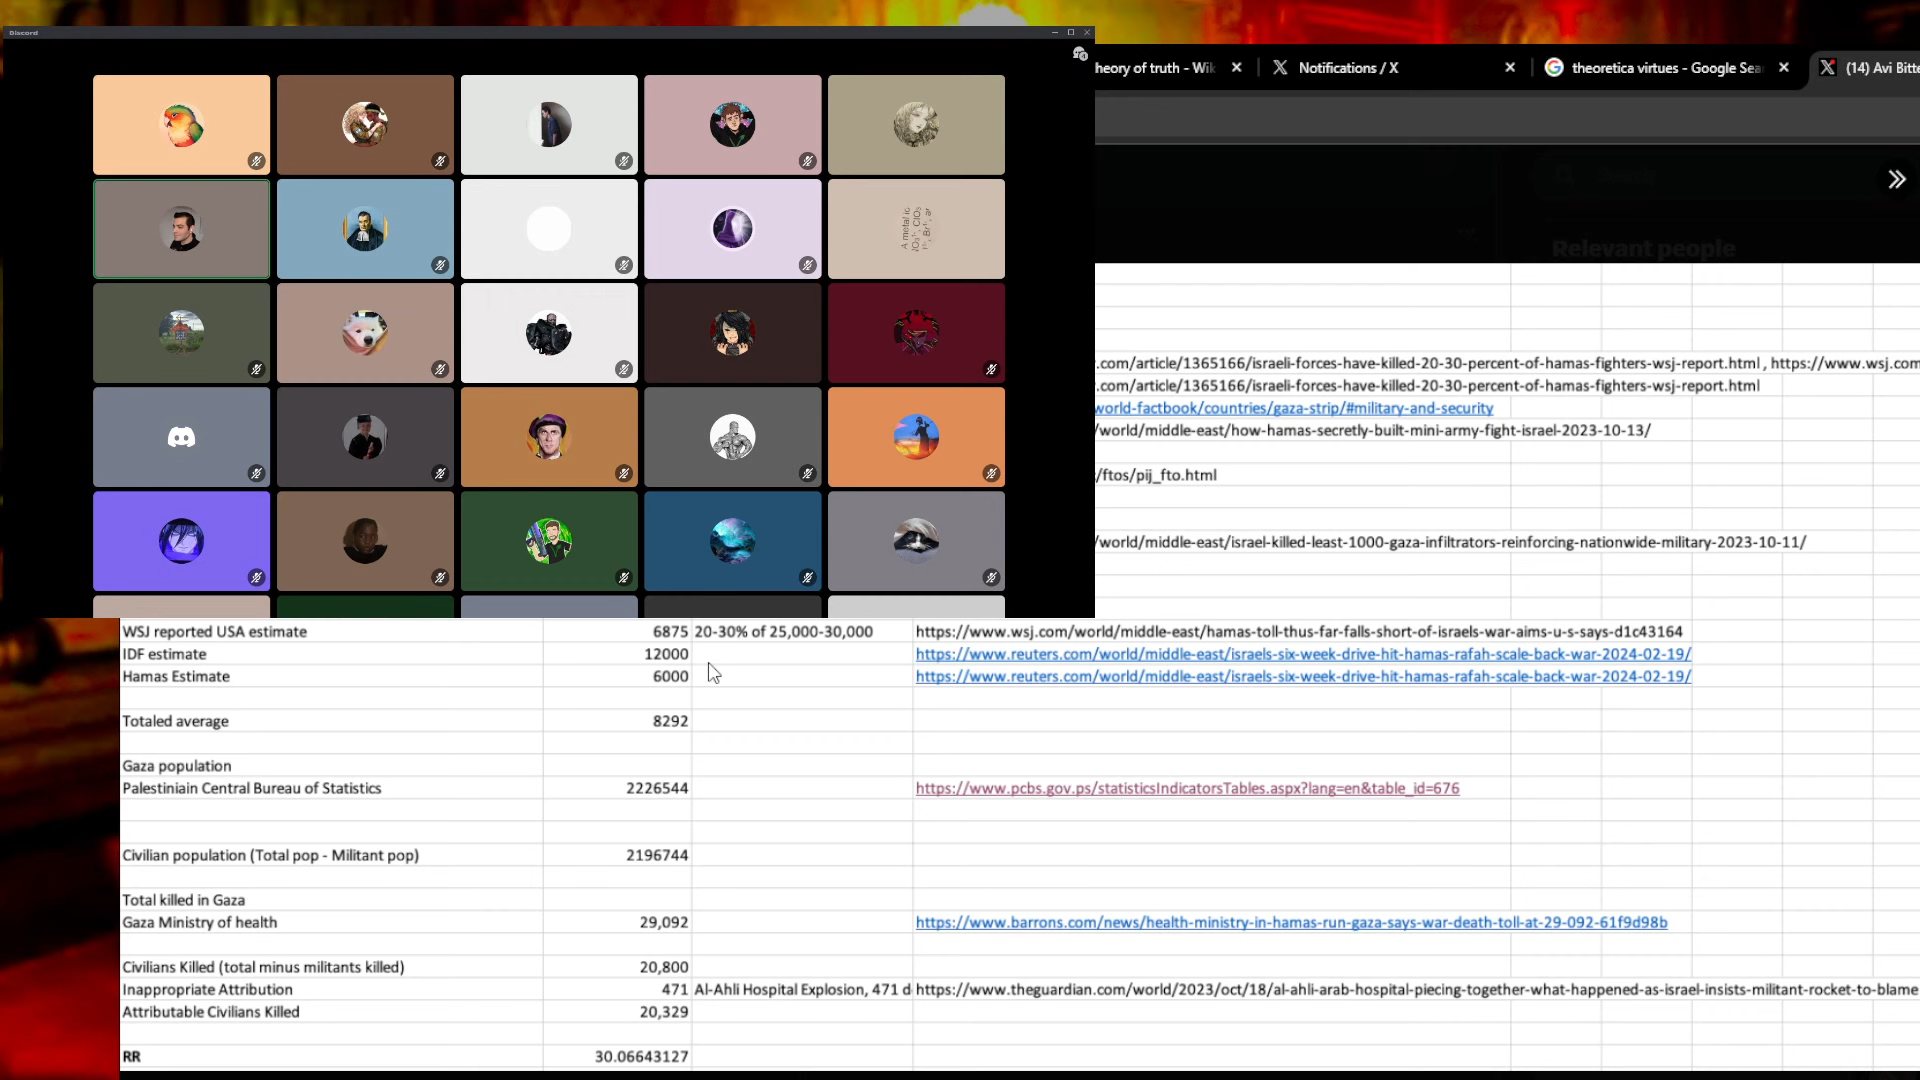 Discord
heory of truth - Wik
Notifications / X
theoretica virtues - Google Sea
(14) Avi Bitte
Relevant people
A metal ic
.com/article/1365166/israeli-forces-have-killed-20-30-percent-of-hamas-fighters-wsj-report.html , https://www.wsj.com
.com/article/1365166/israeli-forces-have-killed-20-30-percent-of-hamas-fighters-wsj-report.html
world-factbook/countries/gaza-strip/#military-and-security
/world/middle-east/how-hamas-secretly-built-mini-army-fight-israel-2023-10-13/
/ftos/pij_fto.html
/world/middle-east/israel-killed-least-1000-gaza-infiltrators-reinforcing-nationwide-military-2023-10-11/
WSJ reported USA estimate 6875 20-30% of 25,000-30,000 https://www.wsj.com/world/middle-east/hamas-toll-thus-far-falls-short-of-israels-war-aims-u-s-says-d1c43164
IDF estimate 12000 https://www.reuters.com/world/middle-east/israels-six-week-drive-hit-hamas-rafah-scale-back-war-2024-02-19/
Hamas Estimate 6000 https://www.reuters.com/world/middle-east/israels-six-week-drive-hit-hamas-rafah-scale-back-war-2024-02-19/
Totaled average 8292
Gaza population
Palestiniain Central Bureau of Statistics 2226544 https://www.pcbs.gov.ps/statisticsIndicatorsTables.aspx?lang=en&table_id=676
Civilian population (Total pop - Militant pop) 2196744
Total killed in Gaza
Gaza Ministry of health 29,092 https://www.barrons.com/news/health-ministry-in-hamas-run-gaza-says-war-death-toll-at-29-092-61f9d98b
Civilians Killed (total minus militants killed) 20,800
Inappropriate Attribution 471 Al-Ahli Hospital Explosion, 471 d https://www.theguardian.com/world/2023/oct/18/al-ahli-arab-hospital-piecing-together-what-happened-as-israel-insists-militant-rocket-to-blame
Attributable Civilians Killed 20,329
RR 30.06643127